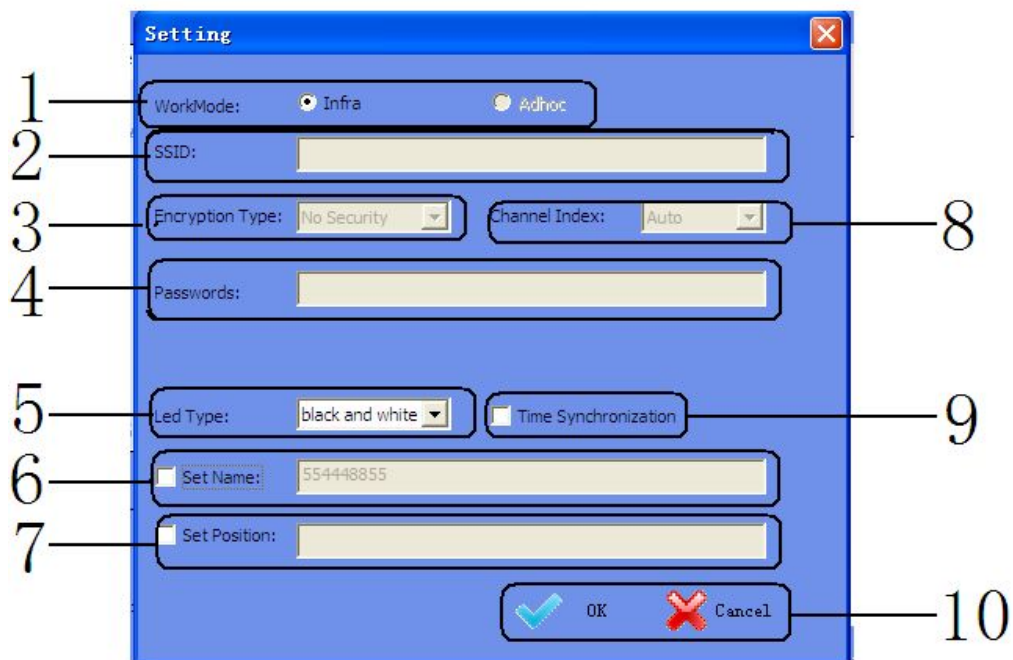 Setting
1 WorkMode: Infra Adhoc
2 SSID:
3 Encryption Type: No Security Channel Index: Auto 8
4 Passwords:
5 Led Type: black and white Time Synchronization 9
6 Set Name: 554448855
7 Set Position:
OK Cancel 10